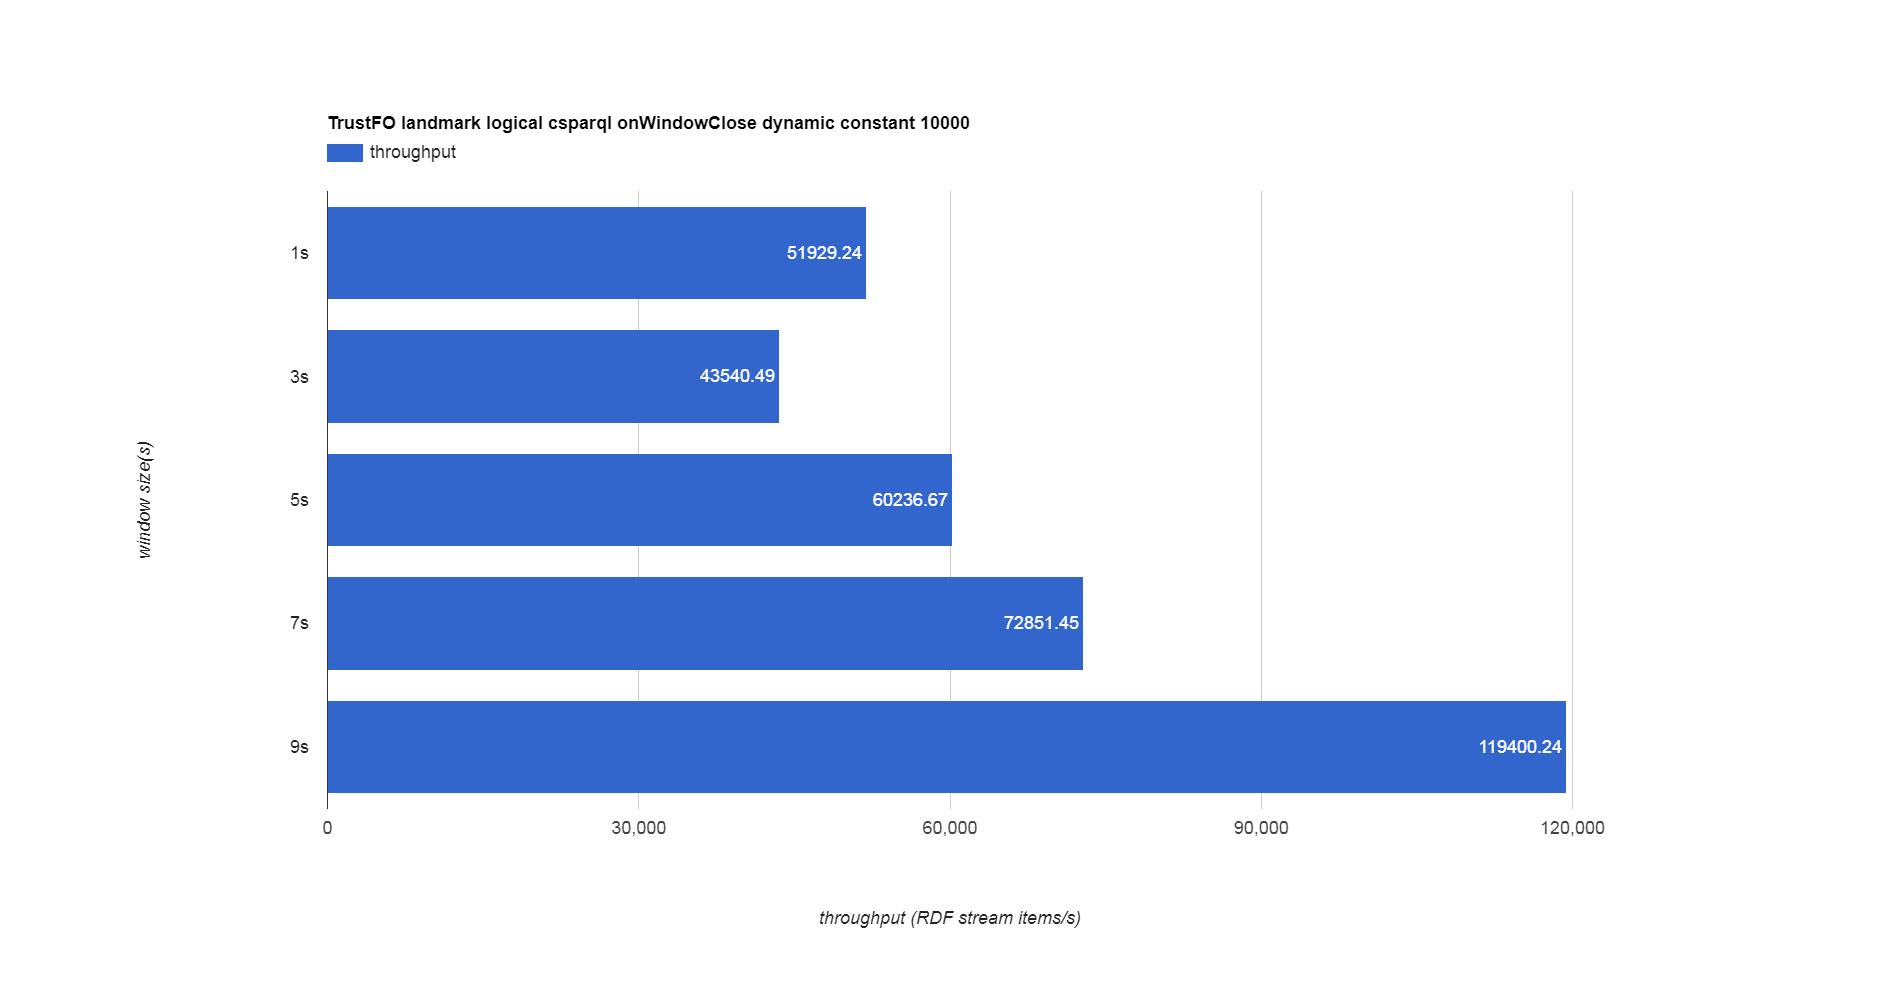 TrustFO landmark logical csparql onWindowClose dynamic constant 10000
throughput
1s
51929.24
3s
43540.49
5s
60236.67
7s
72851.45
9s
119400.24
0
30,000
60,000
90,000
120,000
window size(s)
throughput (RDF stream items/s)